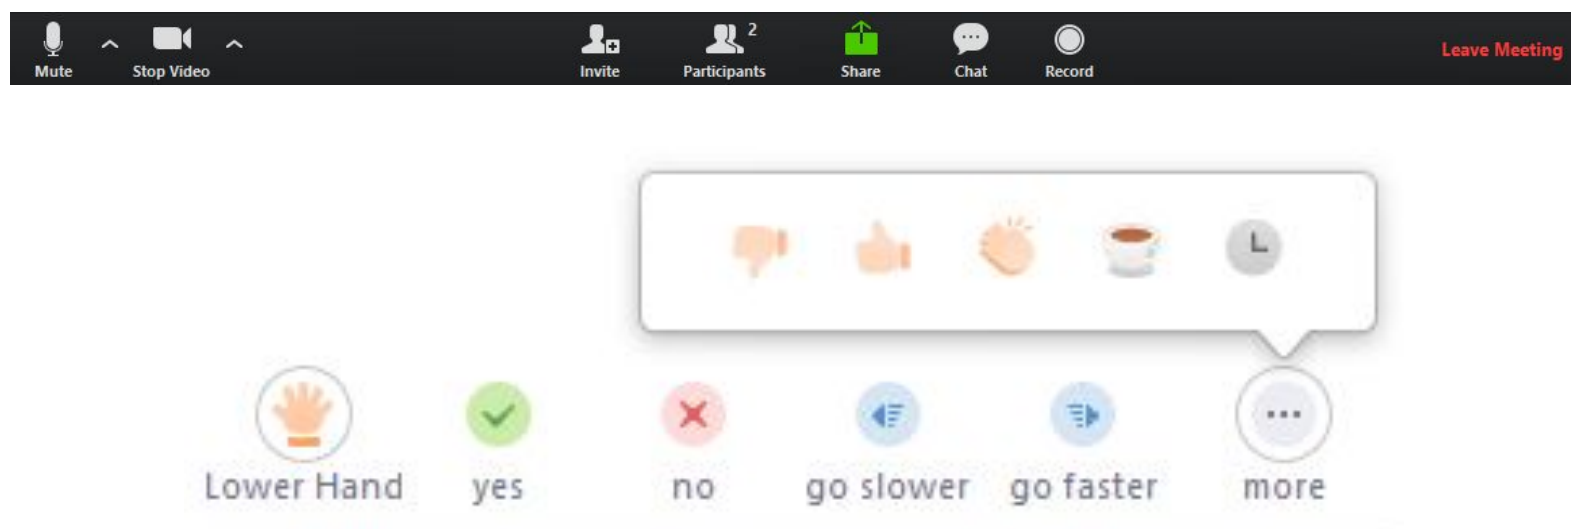 Mute Stop Video Invite Participants 2 Share Chat Record Leave Meeting
Lower Hand yes no go slower go faster more